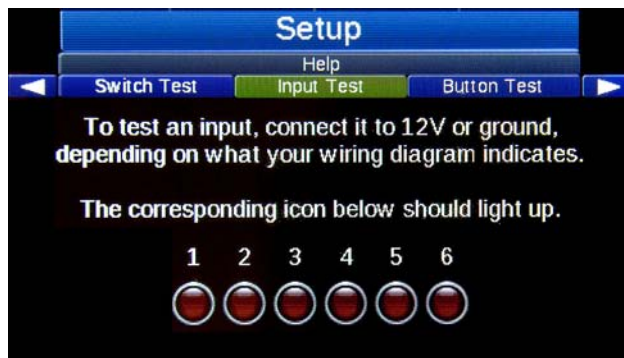 Setup
Help
Switch Test
Input Test
Button Test
To test an input, connect it to 12V or ground,
depending on what your wiring diagram indicates.
The corresponding icon below should light up.
1 2 3 4 5 6